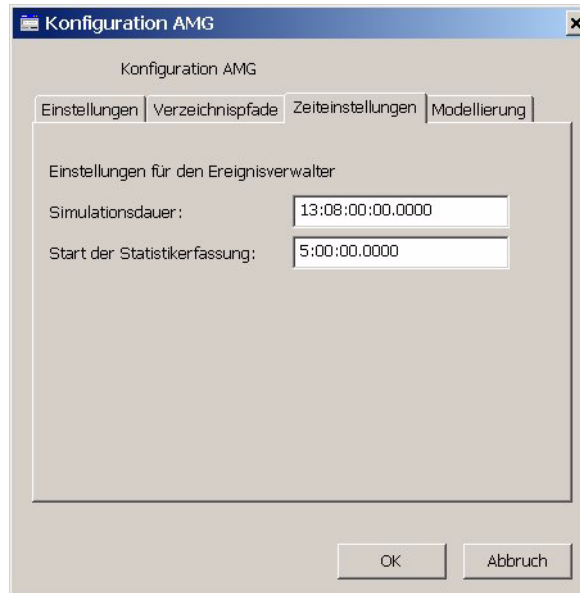 Konfiguration AMG
Konfiguration AMG
Einstellungen Verzeichnispfade Zeiteinstellungen Modellierung
Einstellungen für den Ereignisverwalter
Simulationsdauer: 13:08:00:00.0000
Start der Statistikerfassung: 5:00:00.0000
OK Abbruch